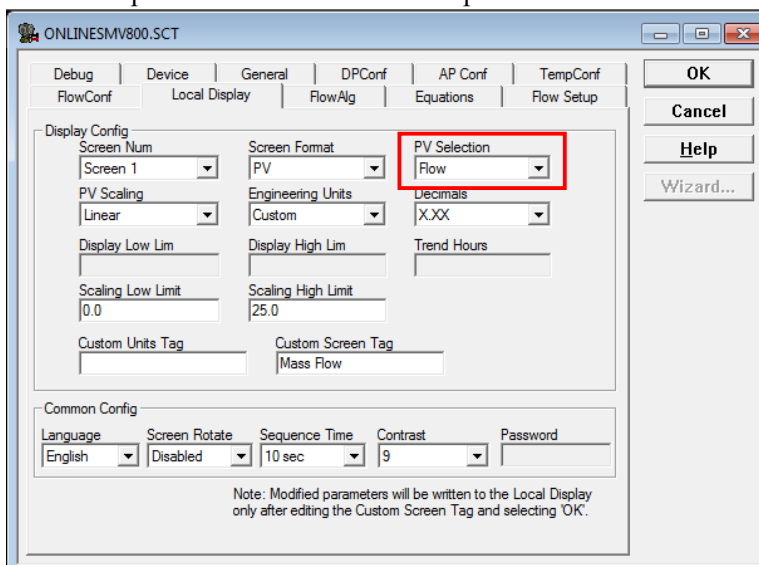 ONLINESMV800.SCT
Debug Device General DPConf AP Conf TempConf
FlowConf Local Display FlowAlg Equations Flow Setup
OK
Cancel
Help
Wizard...
Display Config
Screen Num Screen Format PV Selection
Screen 1 PV Flow
PV Scaling Engineering Units Decimals
Linear Custom X.XX
Display Low Lim Display High Lim Trend Hours
Scaling Low Limit Scaling High Limit
0.0 25.0
Custom Units Tag Custom Screen Tag
Mass Flow
Common Config
Language Screen Rotate Sequence Time Contrast Password
English Disabled 10 sec 9
Note: Modified parameters will be written to the Local Display
only after editing the Custom Screen Tag and selecting 'OK'.